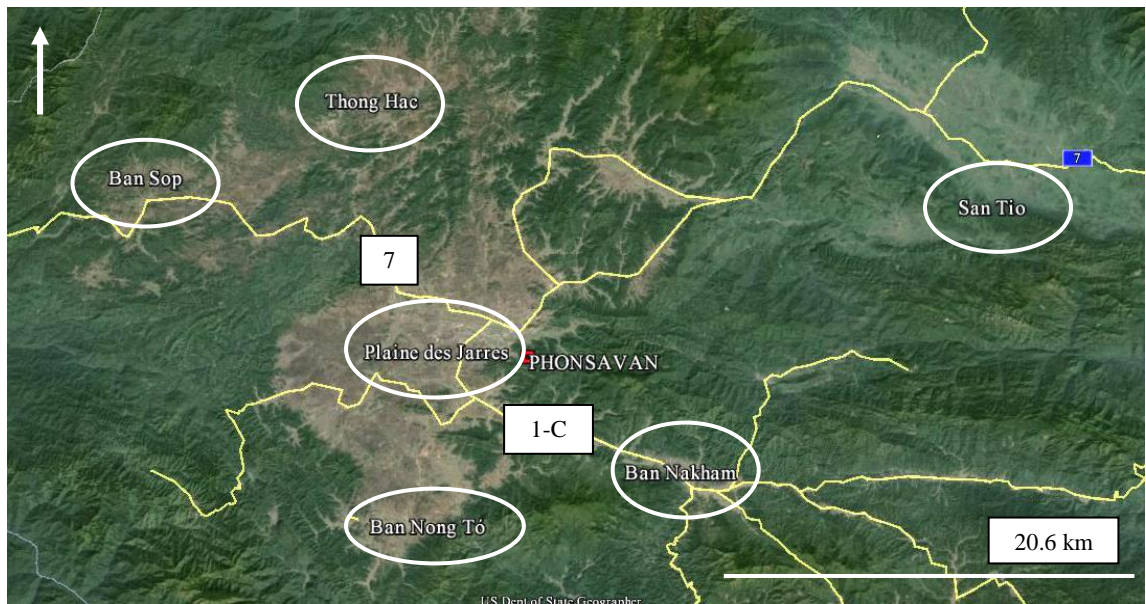 Thong Hac
Ban Sop
7
San Tio
7
Plaine des Jarres
PHONSAVAN
1-C
Ban Nakham
Ban Nong Tó
20.6 km
US Dept of State Geographer